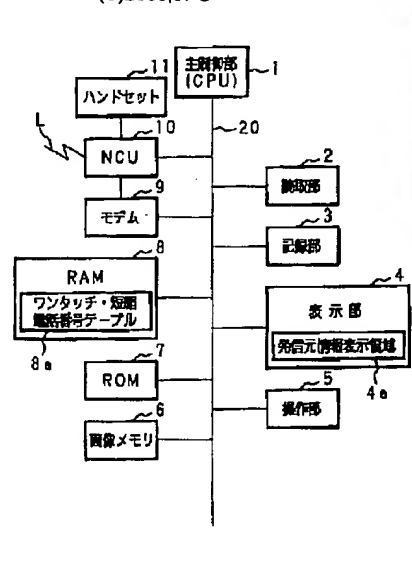 11
ハンドセット
主制御部
(CPU)
1
L
10
NCU
20
9
モデム
2
読取部
3
記録部
8
RAM
ワンタッチ・短縮
電話番号テーブル
8a
4
表示部
発信元情報表示領域
4a
7
ROM
5
操作部
6
画像メモリ